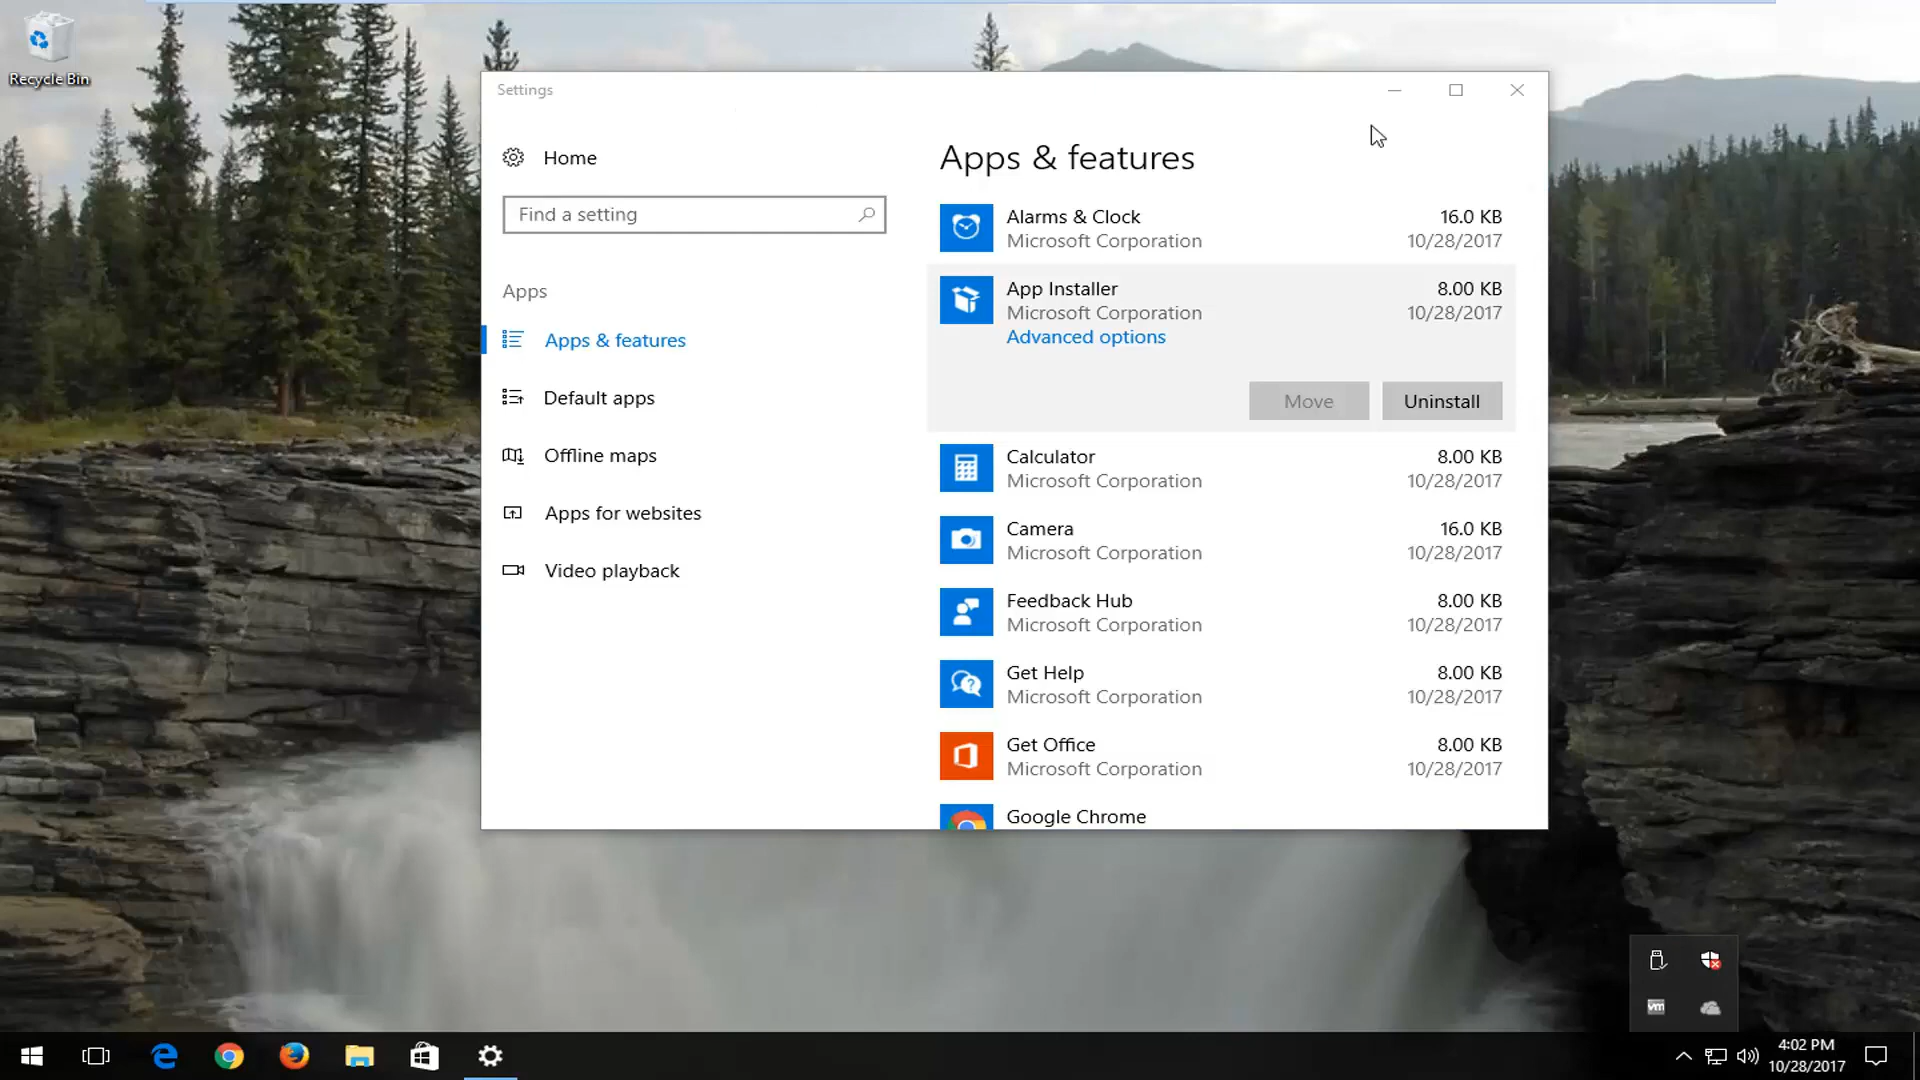 Recycle Bin
Settings
Home
Find a setting
Apps
Apps & features
Default apps
Offline maps
Apps for websites
Video playback
Apps & features
Alarms & Clock 16.0 KB
Microsoft Corporation 10/28/2017
App Installer 8.00 KB
Microsoft Corporation 10/28/2017
Advanced options
Move Uninstall
Calculator 8.00 KB
Microsoft Corporation 10/28/2017
Camera 16.0 KB
Microsoft Corporation 10/28/2017
Feedback Hub 8.00 KB
Microsoft Corporation 10/28/2017
Get Help 8.00 KB
Microsoft Corporation 10/28/2017
Get Office 8.00 KB
Microsoft Corporation 10/28/2017
Google Chrome
vm
4:02 PM
10/28/2017